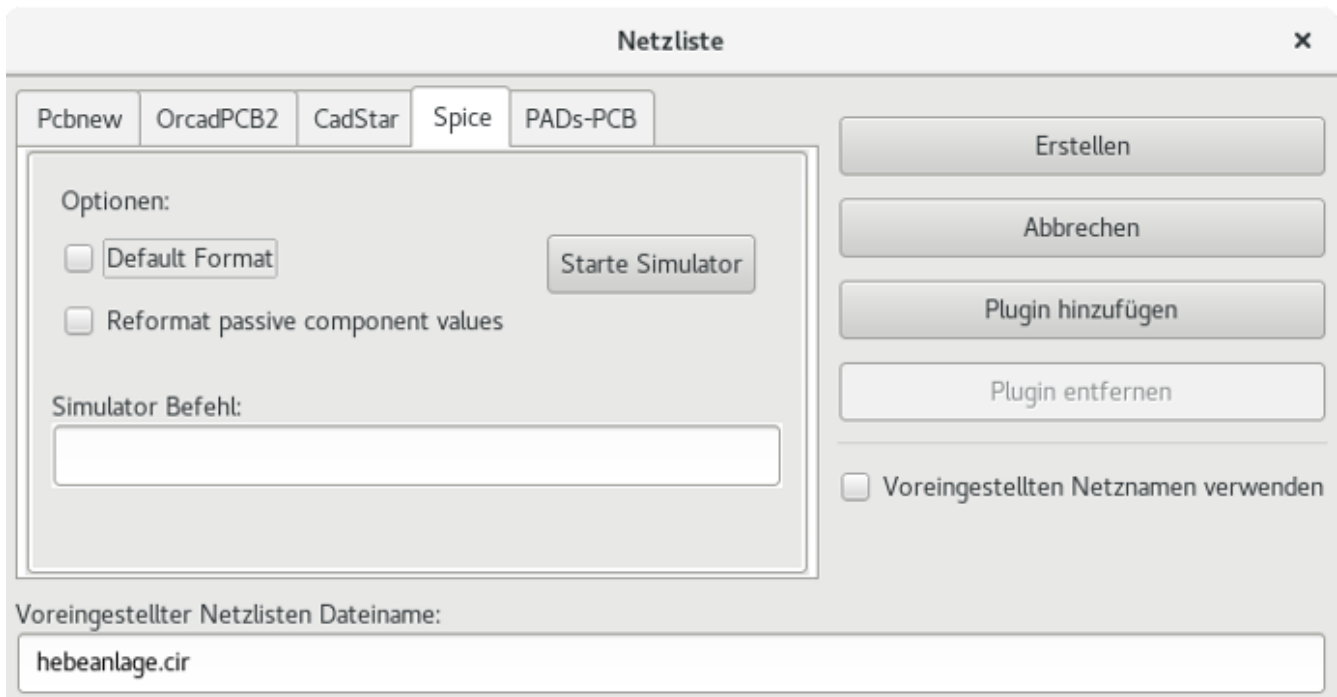 Netzliste
Pcbnew OrcadPCB2 CadStar Spice PADs-PCB
Optionen:
Default Format
Starte Simulator
Reformat passive component values
Simulator Befehl:
Erstellen
Abbrechen
Plugin hinzufügen
Plugin entfernen
Voreingestellten Netznamen verwenden
Voreingestellter Netzlisten Dateiname:
hebeanlage.cir